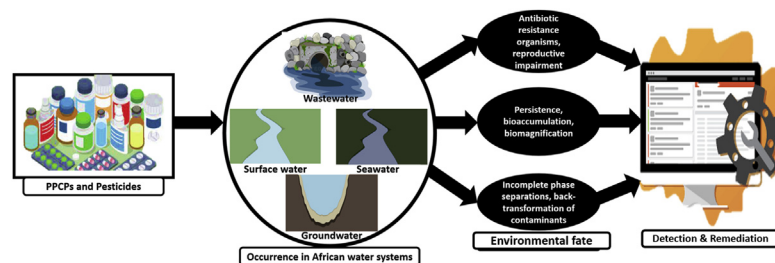 PPCPs and Pesticides
Wastewater
Surface water
Seawater
Groundwater
Occurrence in African water systems
Antibiotic
resistance
organisms,
reproductive
impairment
Persistence,
bioaccumulation,
biomagnification
Incomplete phase
separations, back-
transformation of
contaminants
Environmental fate
Detection & Remediation